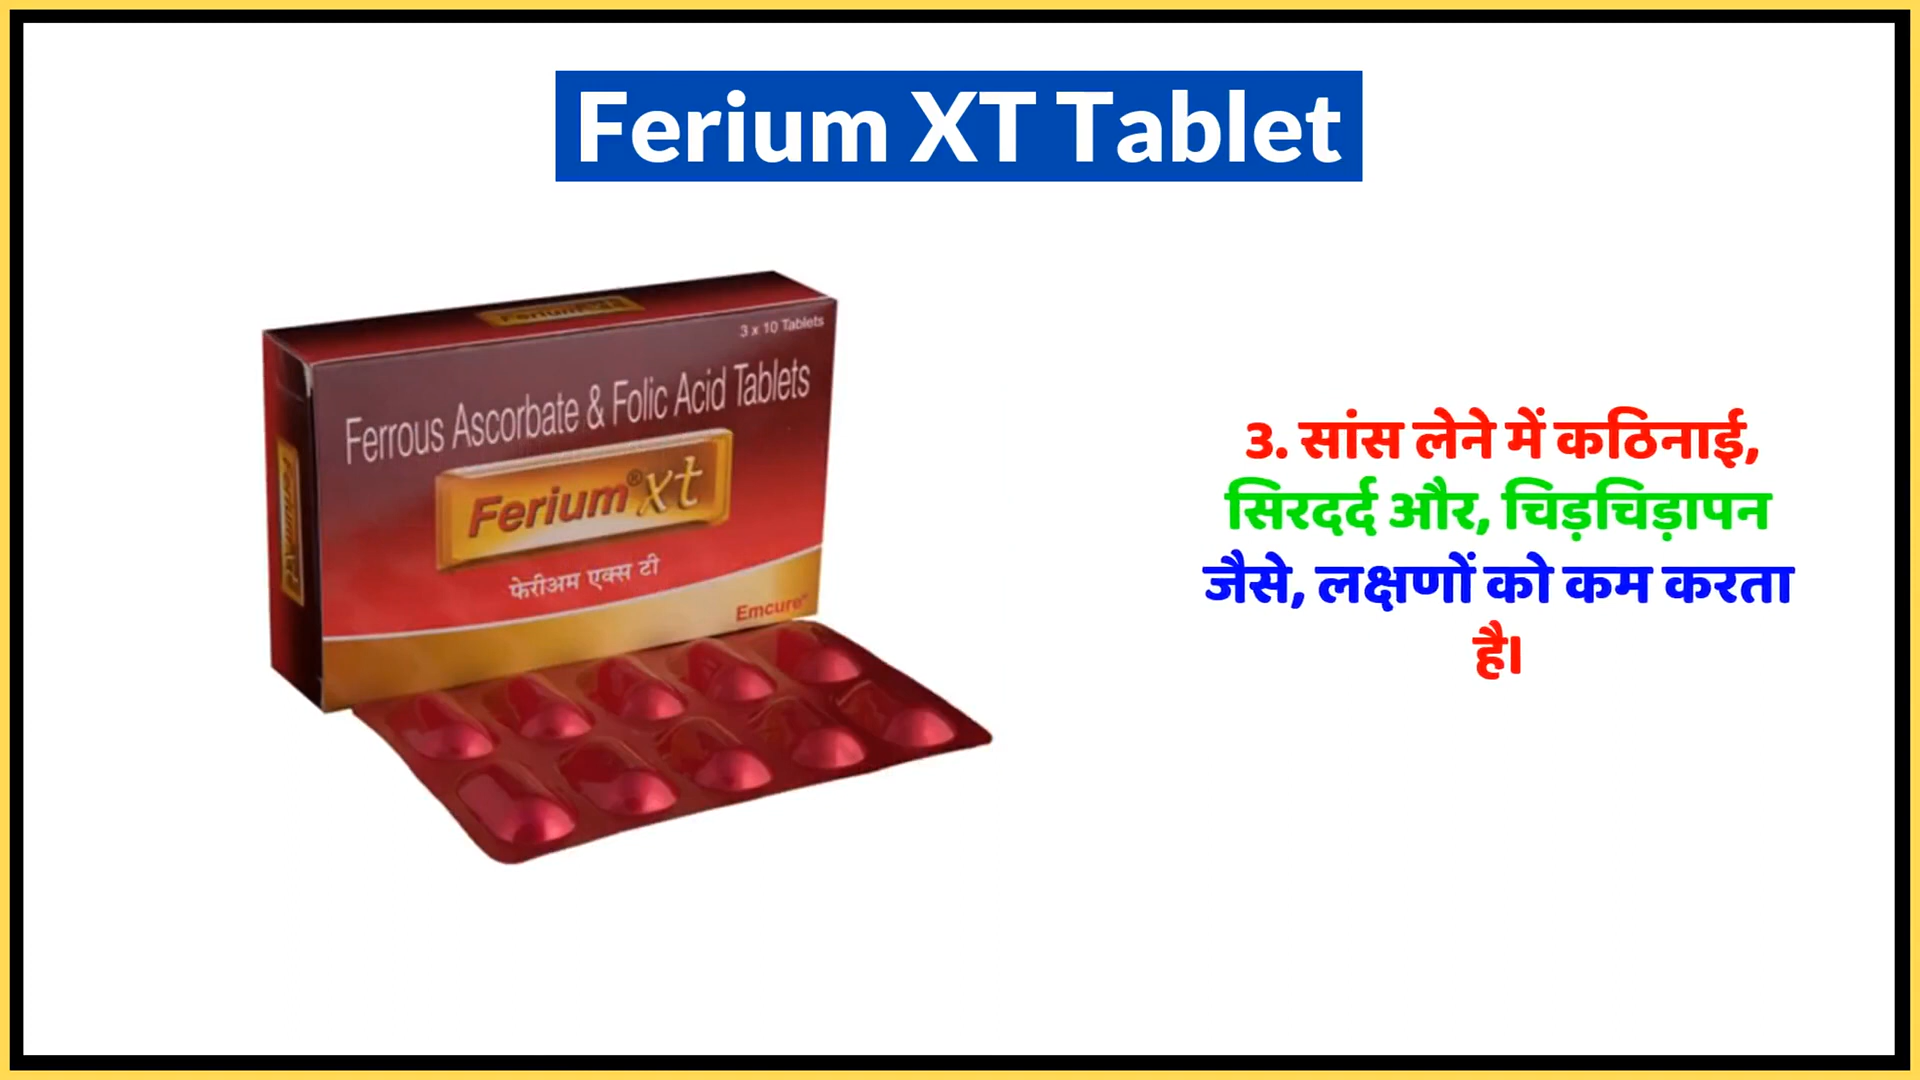 Ferium XT Tablet
3 x 10 Tablets
Ferrous Ascorbate & Folic Acid Tablets
Ferium® xt
फेरीअम एक्स टी
Emcure®
3. सांस लेने में कठिनाई,
सिरदर्द और, चिड़चिड़ापन
जैसे, लक्षणों को कम करता
है।